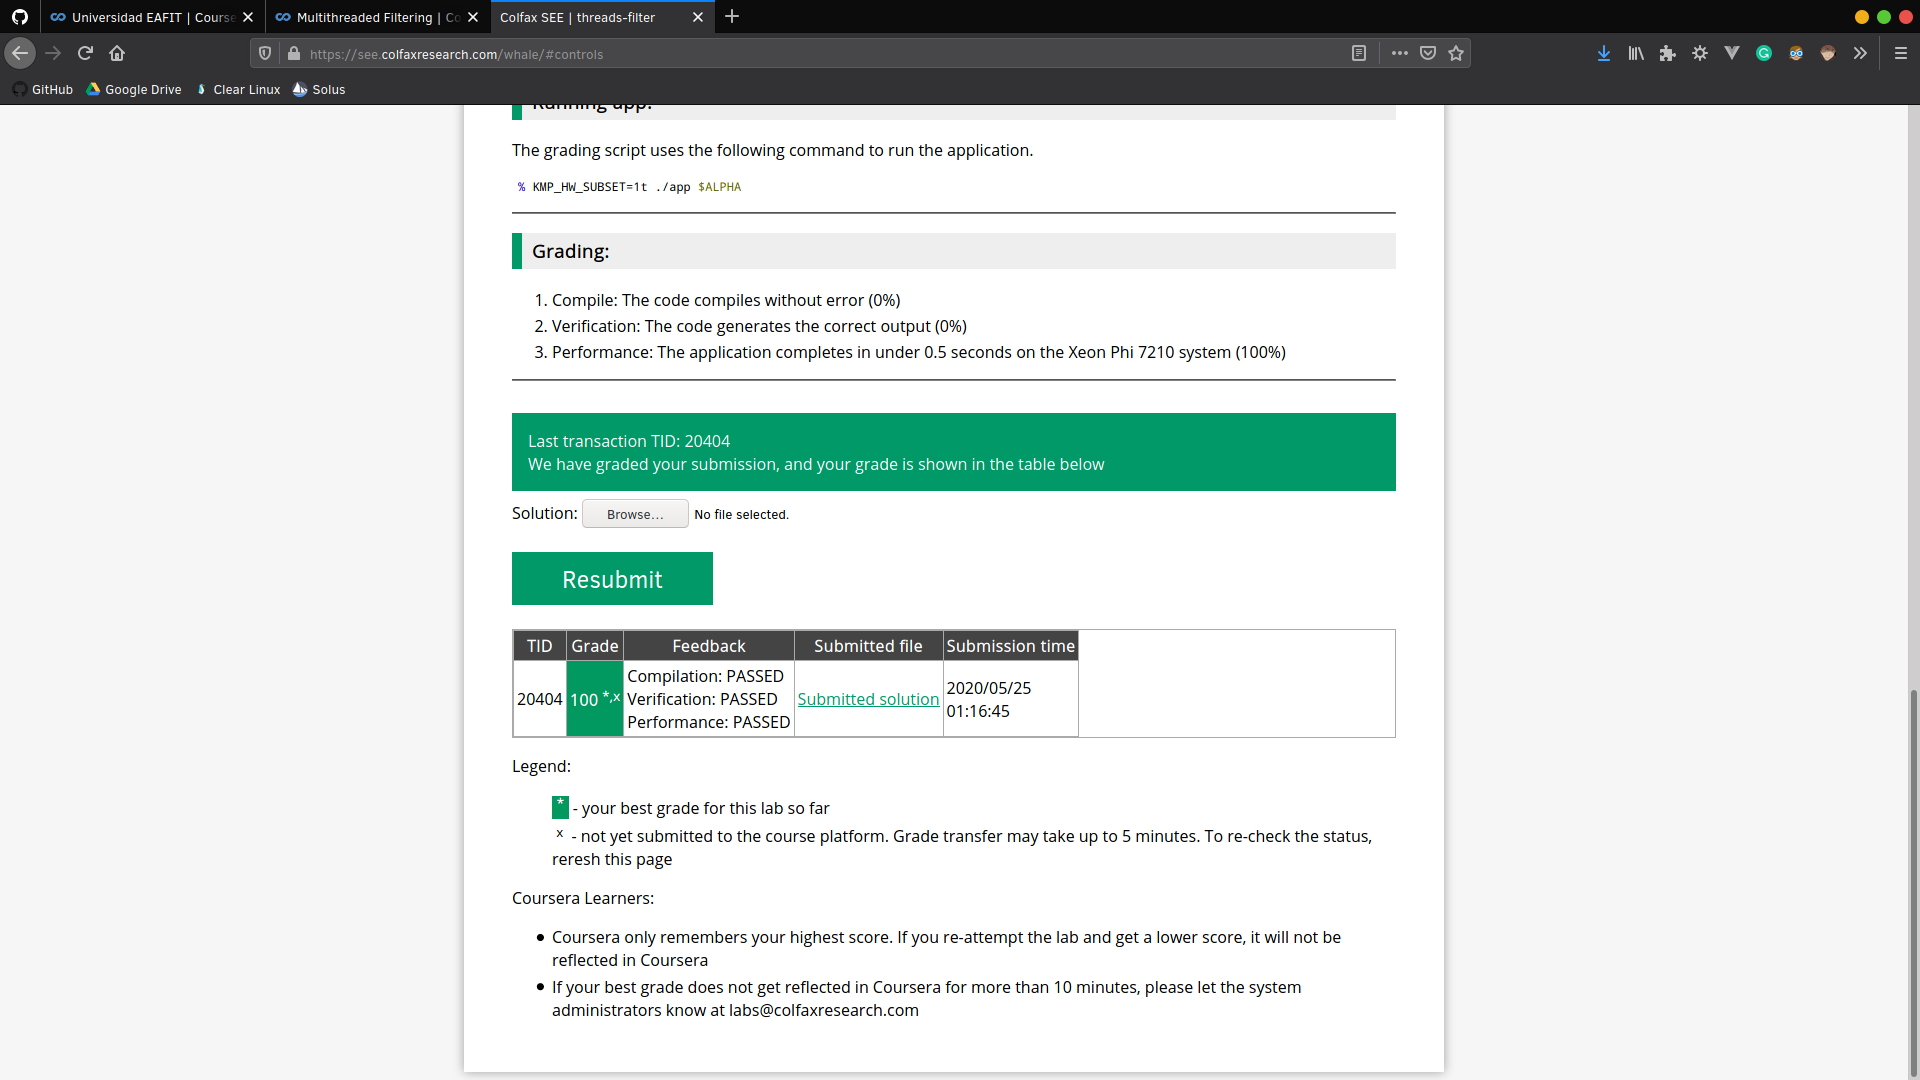 Universidad EAFIT | Course
Multithreaded Filtering | Co
Colfax SEE | threads-filter
https://see.colfaxresearch.com/whale/#controls
GitHub
Google Drive
Clear Linux
Solus
Running app:
The grading script uses the following command to run the application.
% KMP_HW_SUBSET=1t ./app $ALPHA
Grading:
1. Compile: The code compiles without error (0%)
2. Verification: The code generates the correct output (0%)
3. Performance: The application completes in under 0.5 seconds on the Xeon Phi 7210 system (100%)
Last transaction TID: 20404
We have graded your submission, and your grade is shown in the table below
Solution: Browse... No file selected.
Resubmit
TID Grade Feedback Submitted file Submission time
20404 100 *,x Compilation: PASSED
Verification: PASSED
Performance: PASSED
Submitted solution
2020/05/25
01:16:45
Legend:
* - your best grade for this lab so far
x - not yet submitted to the course platform. Grade transfer may take up to 5 minutes. To re-check the status,
reresh this page
Coursera Learners:
Coursera only remembers your highest score. If you re-attempt the lab and get a lower score, it will not be
reflected in Coursera
If your best grade does not get reflected in Coursera for more than 10 minutes, please let the system
administrators know at labs@colfaxresearch.com